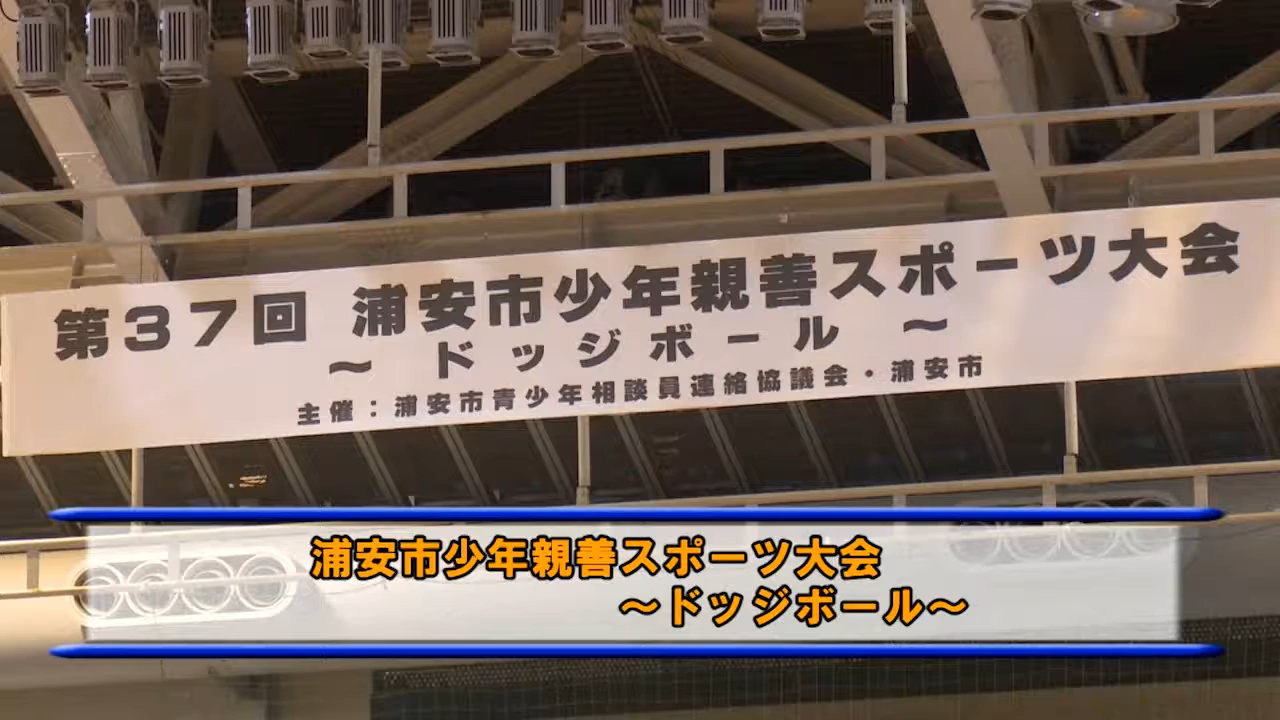 第37回 浦安市少年親善スポーツ大会
～ ドッジボール ～
主催：浦安市青少年相談員連絡協議会・浦安市
浦安市少年親善スポーツ大会
～ドッジボール～